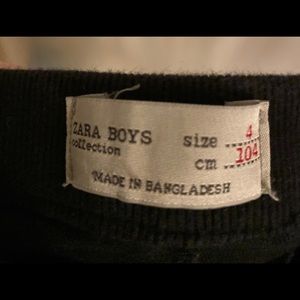 ZARA BOYS size 4
collection cm 104
MADE IN BANGLADESH